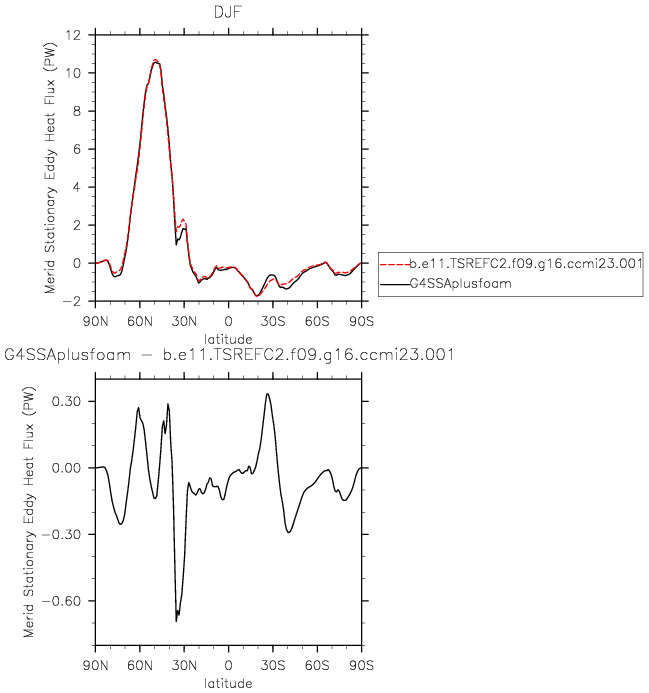 DJF
Merid Stationary Eddy Heat Flux (PW)
12
10
8
6
4
2
0
−2
90N 60N 30N 0 30S 60S 90S
latitude
b.e11.TSREFC2.f09.g16.ccmi23.001
G4SSAplusfoam
G4SSAplusfoam − b.e11.TSREFC2.f09.g16.ccmi23.001
Merid Stationary Eddy Heat Flux (PW)
0.30
0.00
−0.30
−0.60
90N 60N 30N 0 30S 60S 90S
latitude